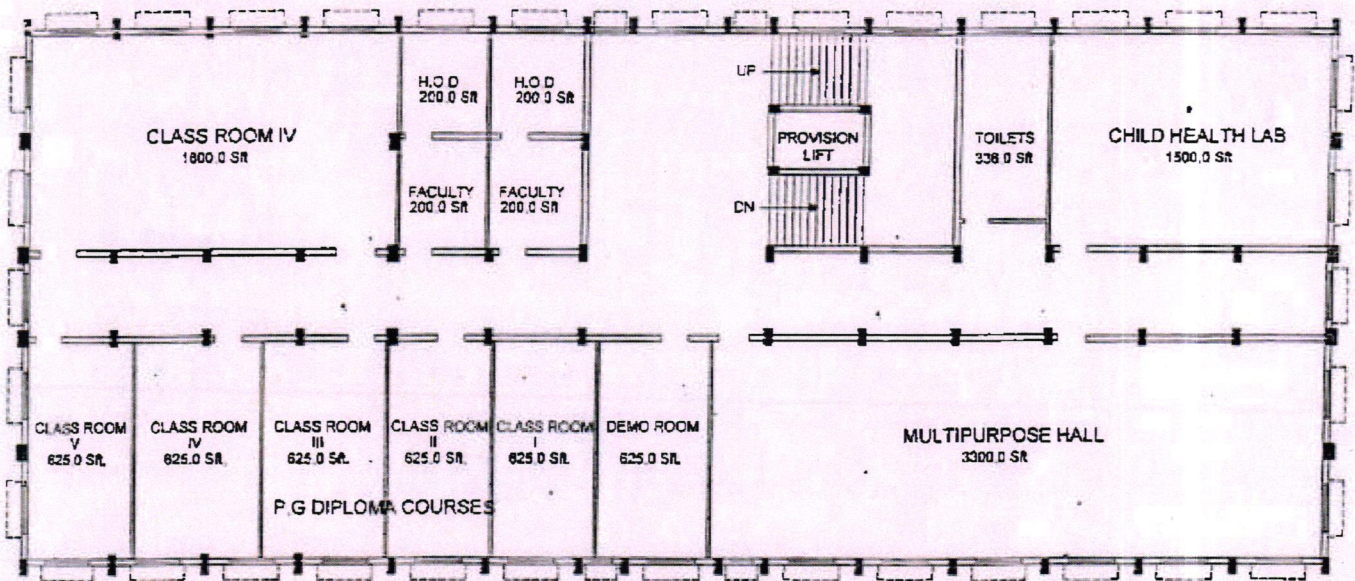 H.O.D
200.0 Sft
H.O.D
200.0 Sft
UP
CLASS ROOM IV
1600.0 Sft
PROVISION
LIFT
TOILETS
336.0 Sft
CHILD HEALTH LAB
1500.0 Sft
FACULTY
200.0 Sft
FACULTY
200.0 Sft
DN
CLASS ROOM
V
625.0 Sft.
CLASS ROOM
IV
625.0 Sft.
CLASS ROOM
III
625.0 Sft.
CLASS ROOM
II
625.0 Sft.
CLASS ROOM
I
625.0 Sft.
DEMO ROOM
625.0 Sft.
MULTIPURPOSE HALL
3300.0 Sft
P.G DIPLOMA COURSES